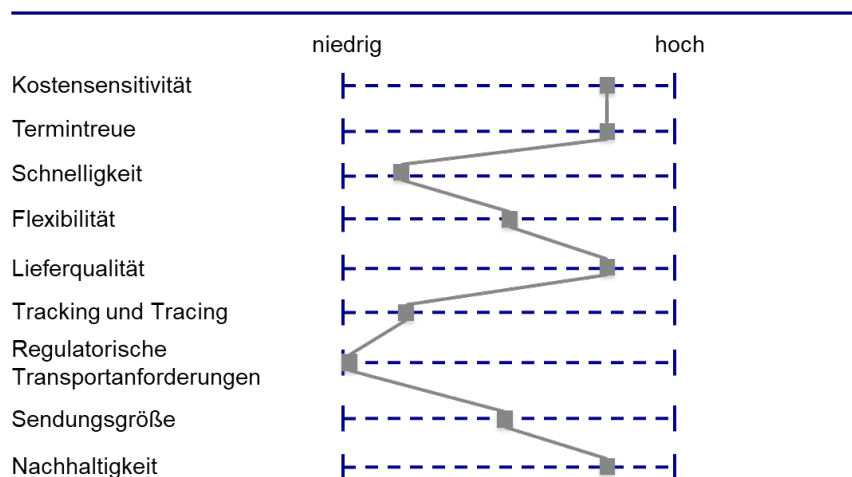 niedrig hoch
Kostensensitivität
Termintreue
Schnelligkeit
Flexibilität
Lieferqualität
Tracking und Tracing
Regulatorische
Transportanforderungen
Sendungsgröße
Nachhaltigkeit